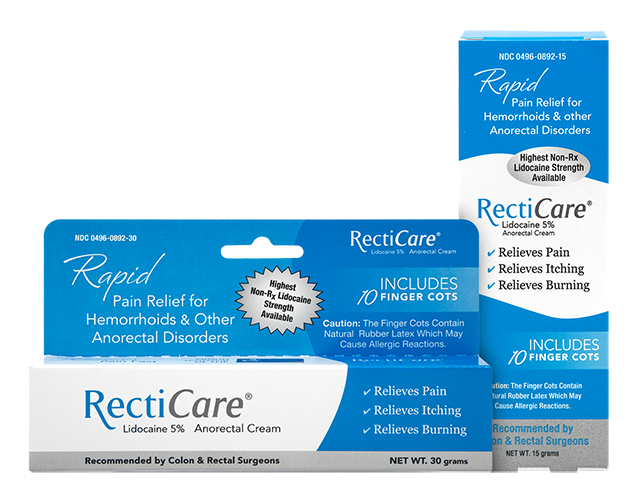 NDC 0496-0892-30
Rapid
Pain Relief for
Hemorrhoids & Other
Anorectal Disorders
Highest
Non-Rx Lidocaine
Strength
Available
RectiCare®
Lidocaine 5% Anorectal Cream
INCLUDES
10 FINGER COTS
Caution: The Finger Cots Contain
Natural Rubber Latex Which May
Cause Allergic Reactions.
RectiCare®
Lidocaine 5% Anorectal Cream
✓ Relieves Pain
✓ Relieves Itching
✓ Relieves Burning
Recommended by Colon & Rectal Surgeons
NET WT. 30 grams
NDC 0496-0892-15
Rapid
Pain Relief for
Hemorrhoids & other
Anorectal Disorders
Highest Non-Rx
Lidocaine Strength
Available
RectiCare®
Lidocaine 5%
Anorectal Cream
✓ Relieves Pain
✓ Relieves Itching
✓ Relieves Burning
INCLUDES
10 FINGER COTS
ution: The Finger Cots Contain
tural Rubber Latex Which May
Cause Allergic Reactions.
Recommended by
on & Rectal Surgeons
NET WT. 15 grams